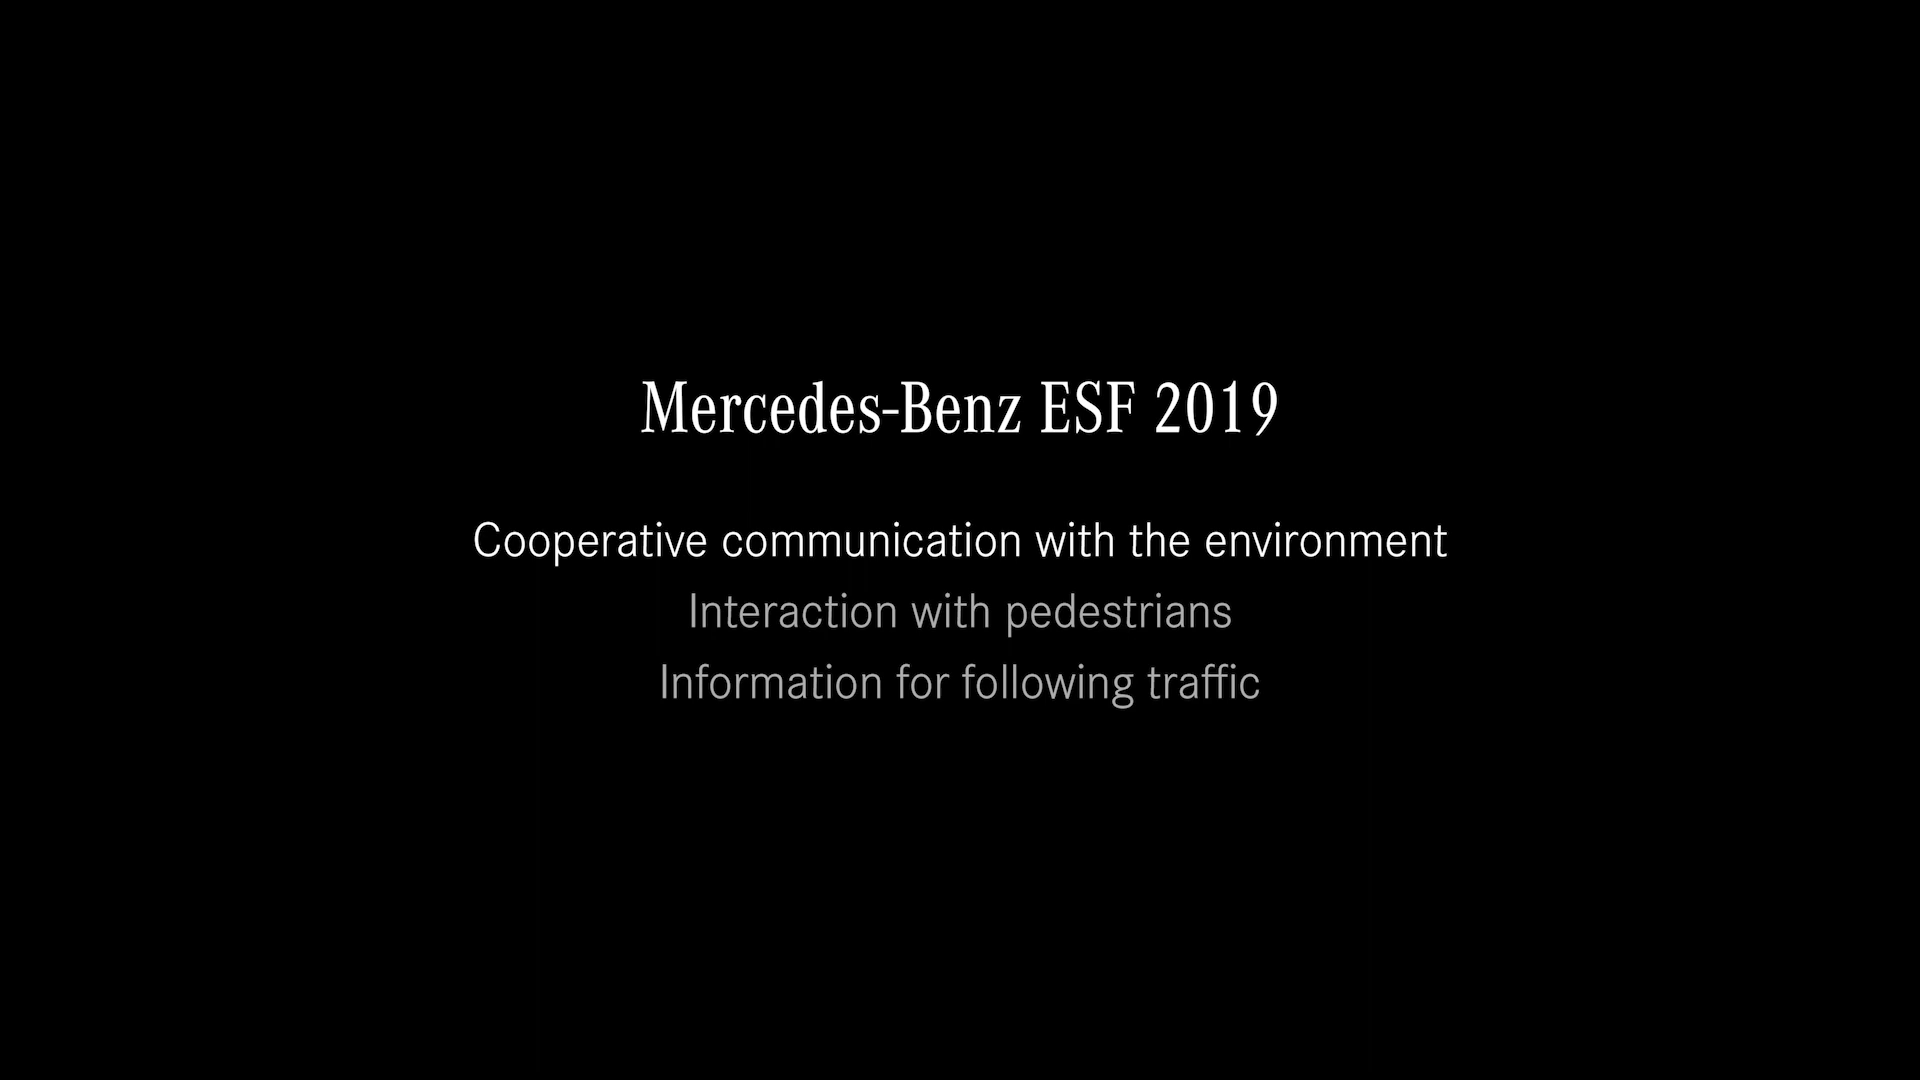 Mercedes-Benz ESF 2019
Cooperative communication with the environment
Interaction with pedestrians
Information for following traffic